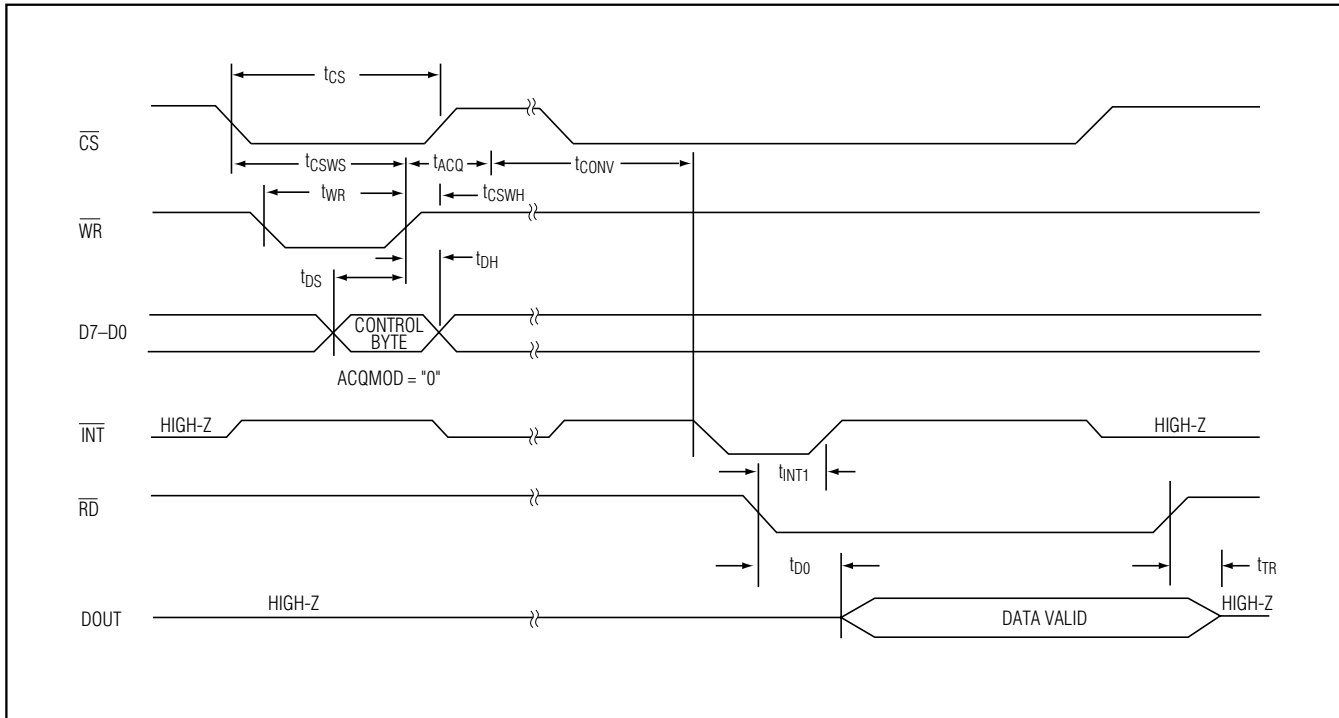 tCS
CS
tCSWS tACQ tCONV
tWR tCSWH
WR
tDS tDH
D7–D0 CONTROL
BYTE
ACQMOD = "0"
INT HIGH-Z HIGH-Z
tINT1
RD
tD0 tTR
HIGH-Z HIGH-Z
DOUT DATA VALID